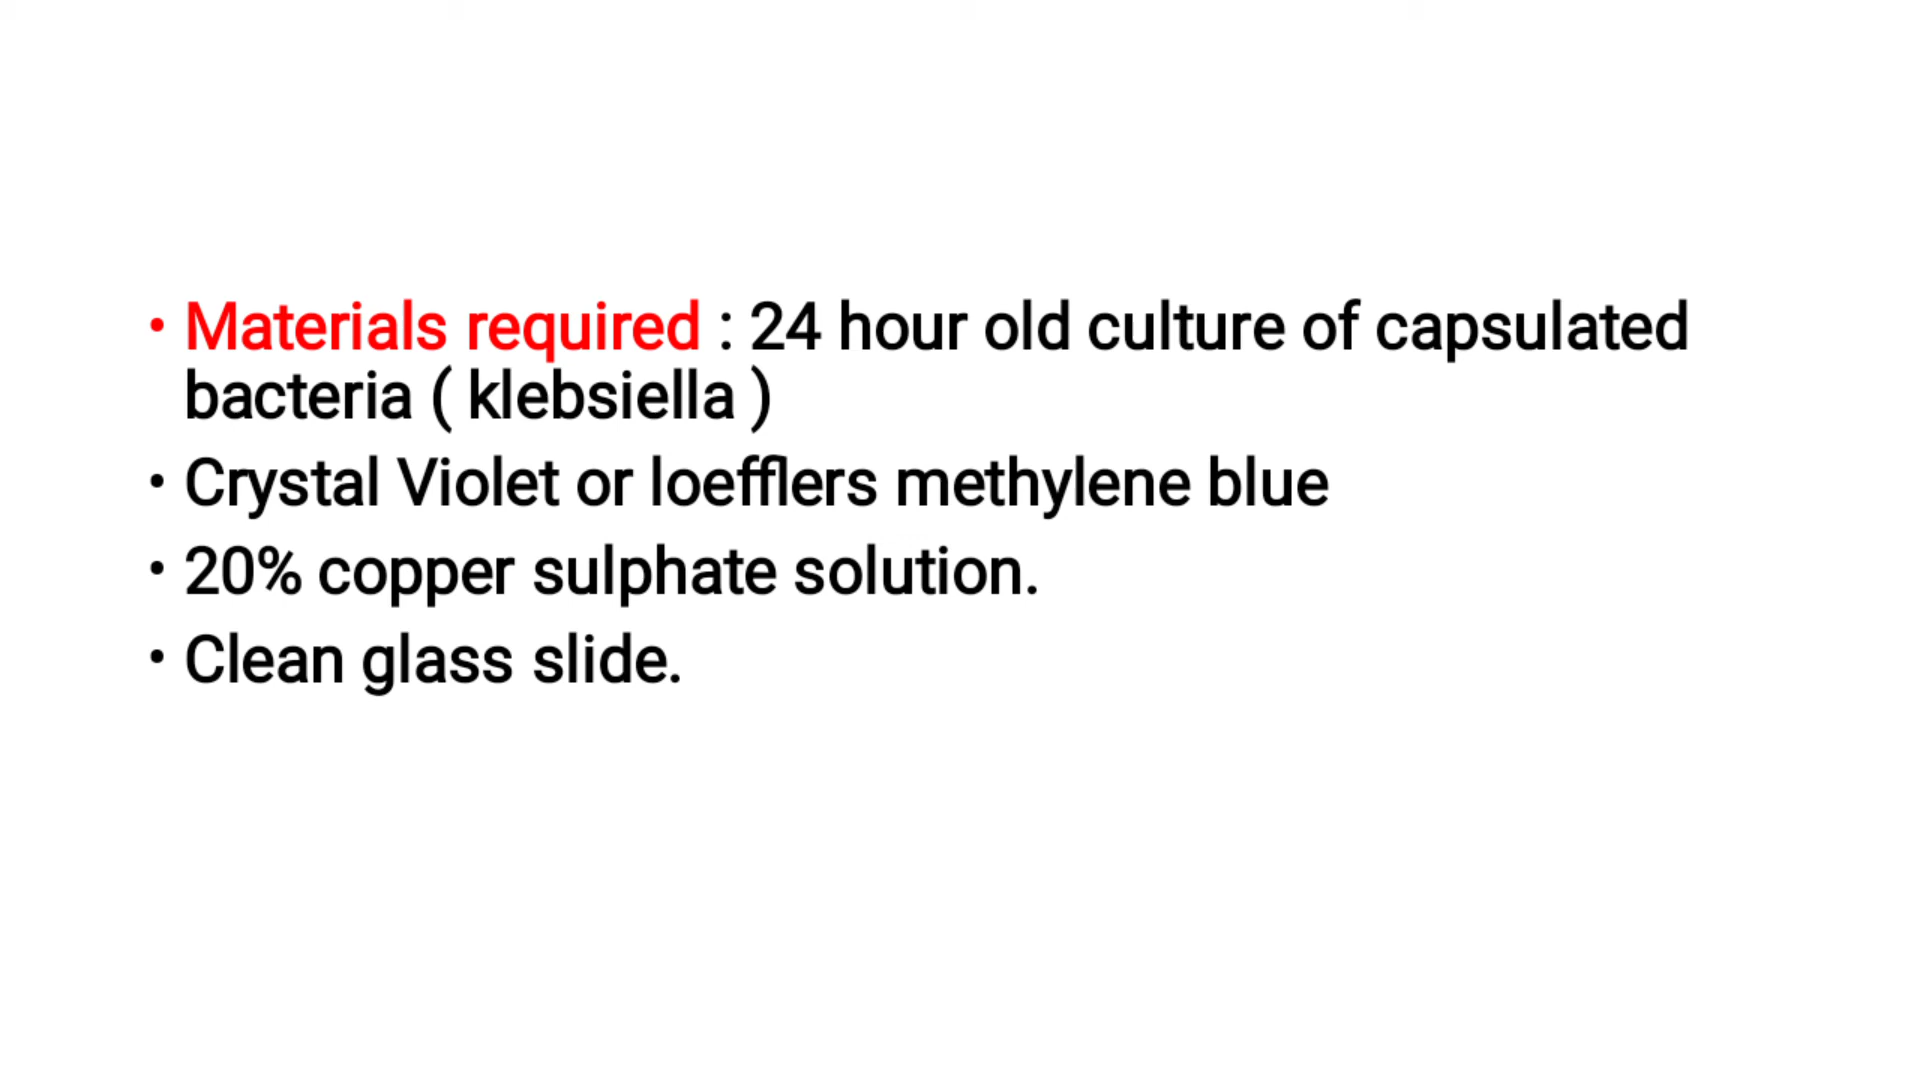 • Materials required : 24 hour old culture of capsulated
bacteria ( klebsiella )
• Crystal Violet or loefflers methylene blue
• 20% copper sulphate solution.
• Clean glass slide.